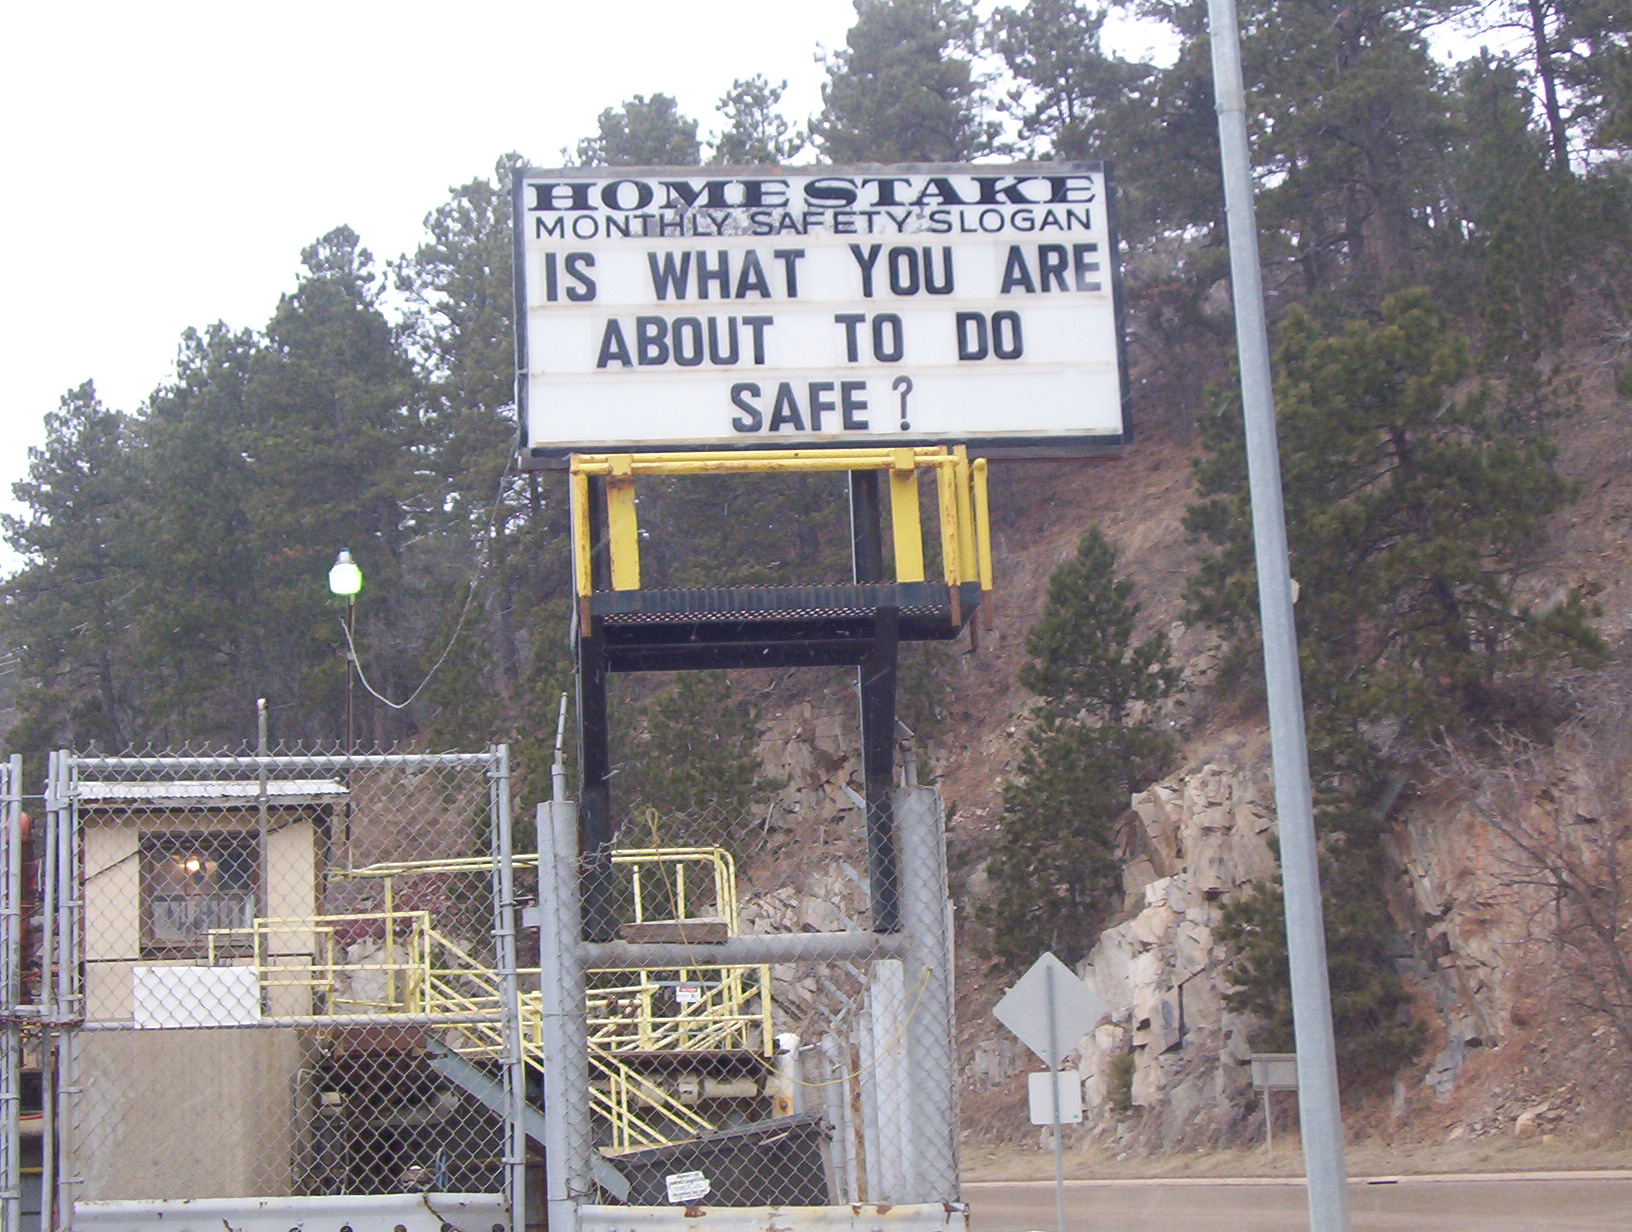 HOMESTAKE
MONTHLY SAFETY SLOGAN
IS WHAT YOU ARE
ABOUT TO DO
SAFE?